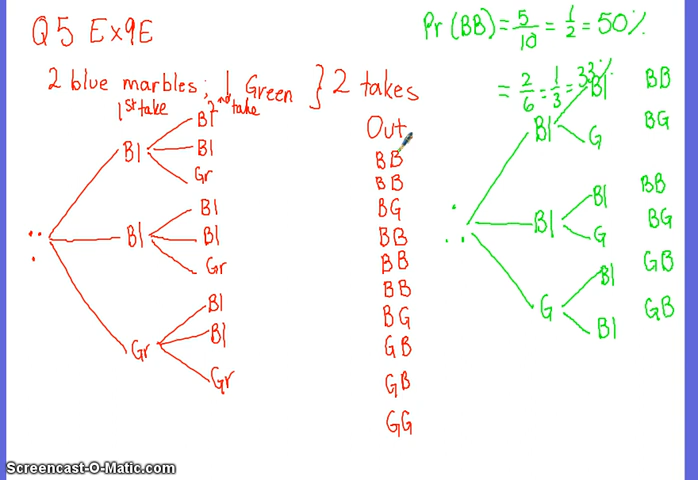 Q5 Ex9E
Pr(BB) = 5/10 = 1/2 = 50%
2 blue marbles; 1 Green } 2 takes
= 2/6 = 1/3 = 33%
1st take 2nd take
Out
Bl
Bl
Bl
Gr
Bl
Bl
Bl
Gr
Gr
Bl
Bl
Gr
BB
BB
BG
BB
BB
BB
BG
GB
GB
GG
Bl
Bl BB
G BG
Bl
Bl BB
G BG
G
Bl GB
Bl GB
Screencast-O-Matic.com